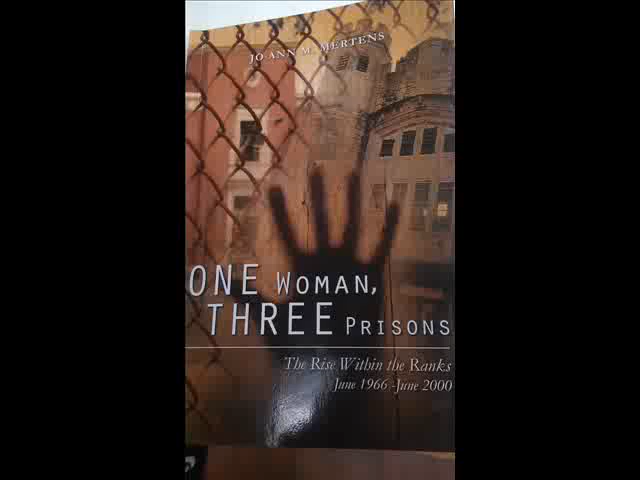 JO ANN M. MERTENS
ONE WOMAN,
THREE PRISONS
The Rise Within the Ranks
June 1966 - June 2000